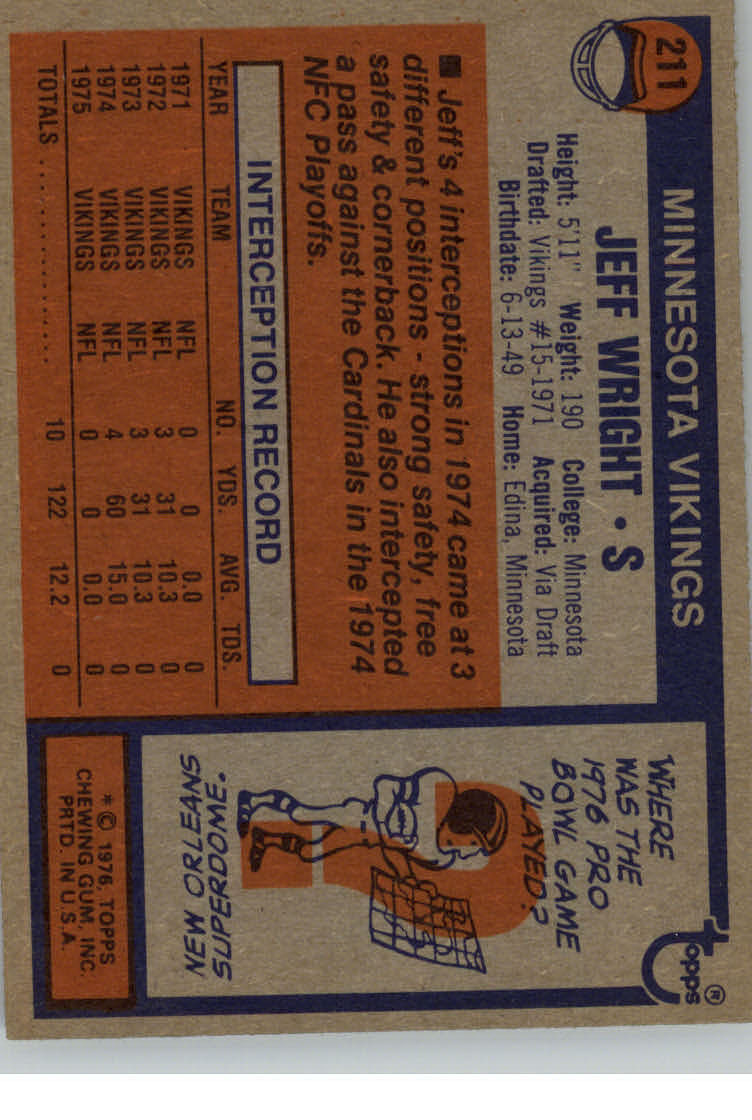 211
MINNESOTA VIKINGS
JEFF WRIGHT • S
Height: 5'11" Weight: 190 College: Minnesota
Drafted: Vikings #15-1971 Acquired: Via Draft
Birthdate: 6-13-49 Home: Edina, Minnesota
■ Jeff's 4 interceptions in 1974 came at 3
different positions - strong safety, free
safety & cornerback. He also intercepted
a pass against the Cardinals in the 1974
NFC Playoffs.
INTERCEPTION RECORD
YEAR TEAM NO. YDS. AVG. TDS.
1971 VIKINGS NFL 0 0 0.0 0
1972 VIKINGS NFL 3 31 10.3 0
1973 VIKINGS NFL 3 31 10.3 0
1974 VIKINGS NFL 4 60 15.0 0
1975 VIKINGS NFL 0 0 0.0 0
TOTALS .................. 10 122 12.2 0
topps®
WHERE
WAS THE
1976 PRO
BOWL GAME
PLAYED?
?
SUPERDOME.
NEW ORLEANS
* © 1976, TOPPS
CHEWING GUM, INC.
PRTD. IN U.S.A.